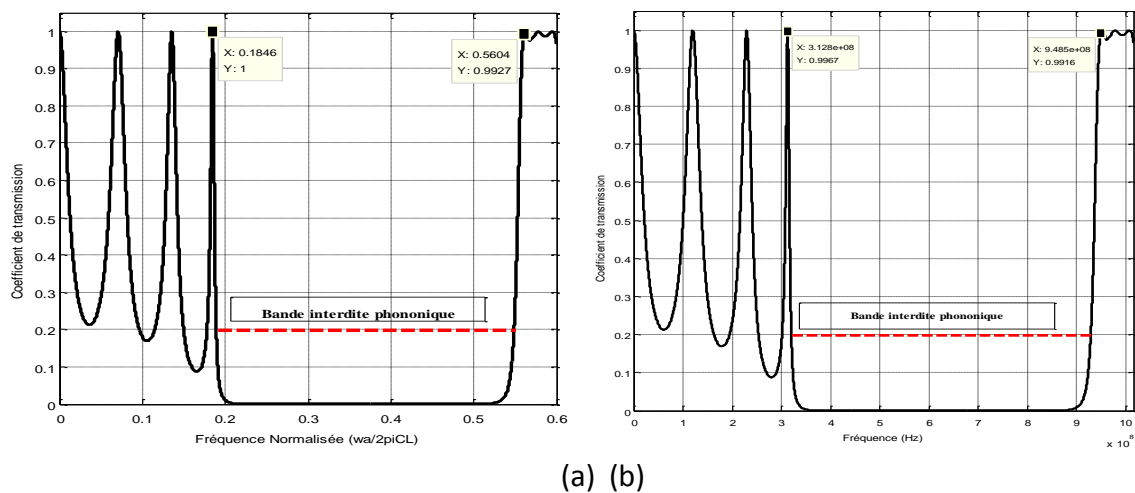 1
0.9
0.8
0.7
0.6
0.5
0.4
0.3
0.2
0.1
0
Coefficient de transmission
X: 0.1846
Y: 1
X: 0.5604
Y: 0.9927
Bande interdite phononique
0 0.1 0.2 0.3 0.4 0.5 0.6
Fréquence Normalisée (wa/2piCL)
1
0.9
0.8
0.7
0.6
0.5
0.4
0.3
0.2
0.1
0
Coefficient de transmission
X: 3.128e+08
Y: 0.9967
X: 9.485e+08
Y: 0.9916
Bande interdite phononique
0 1 2 3 4 5 6 7 8 9 10
Fréquence (Hz)
x 10⁸
(a) (b)